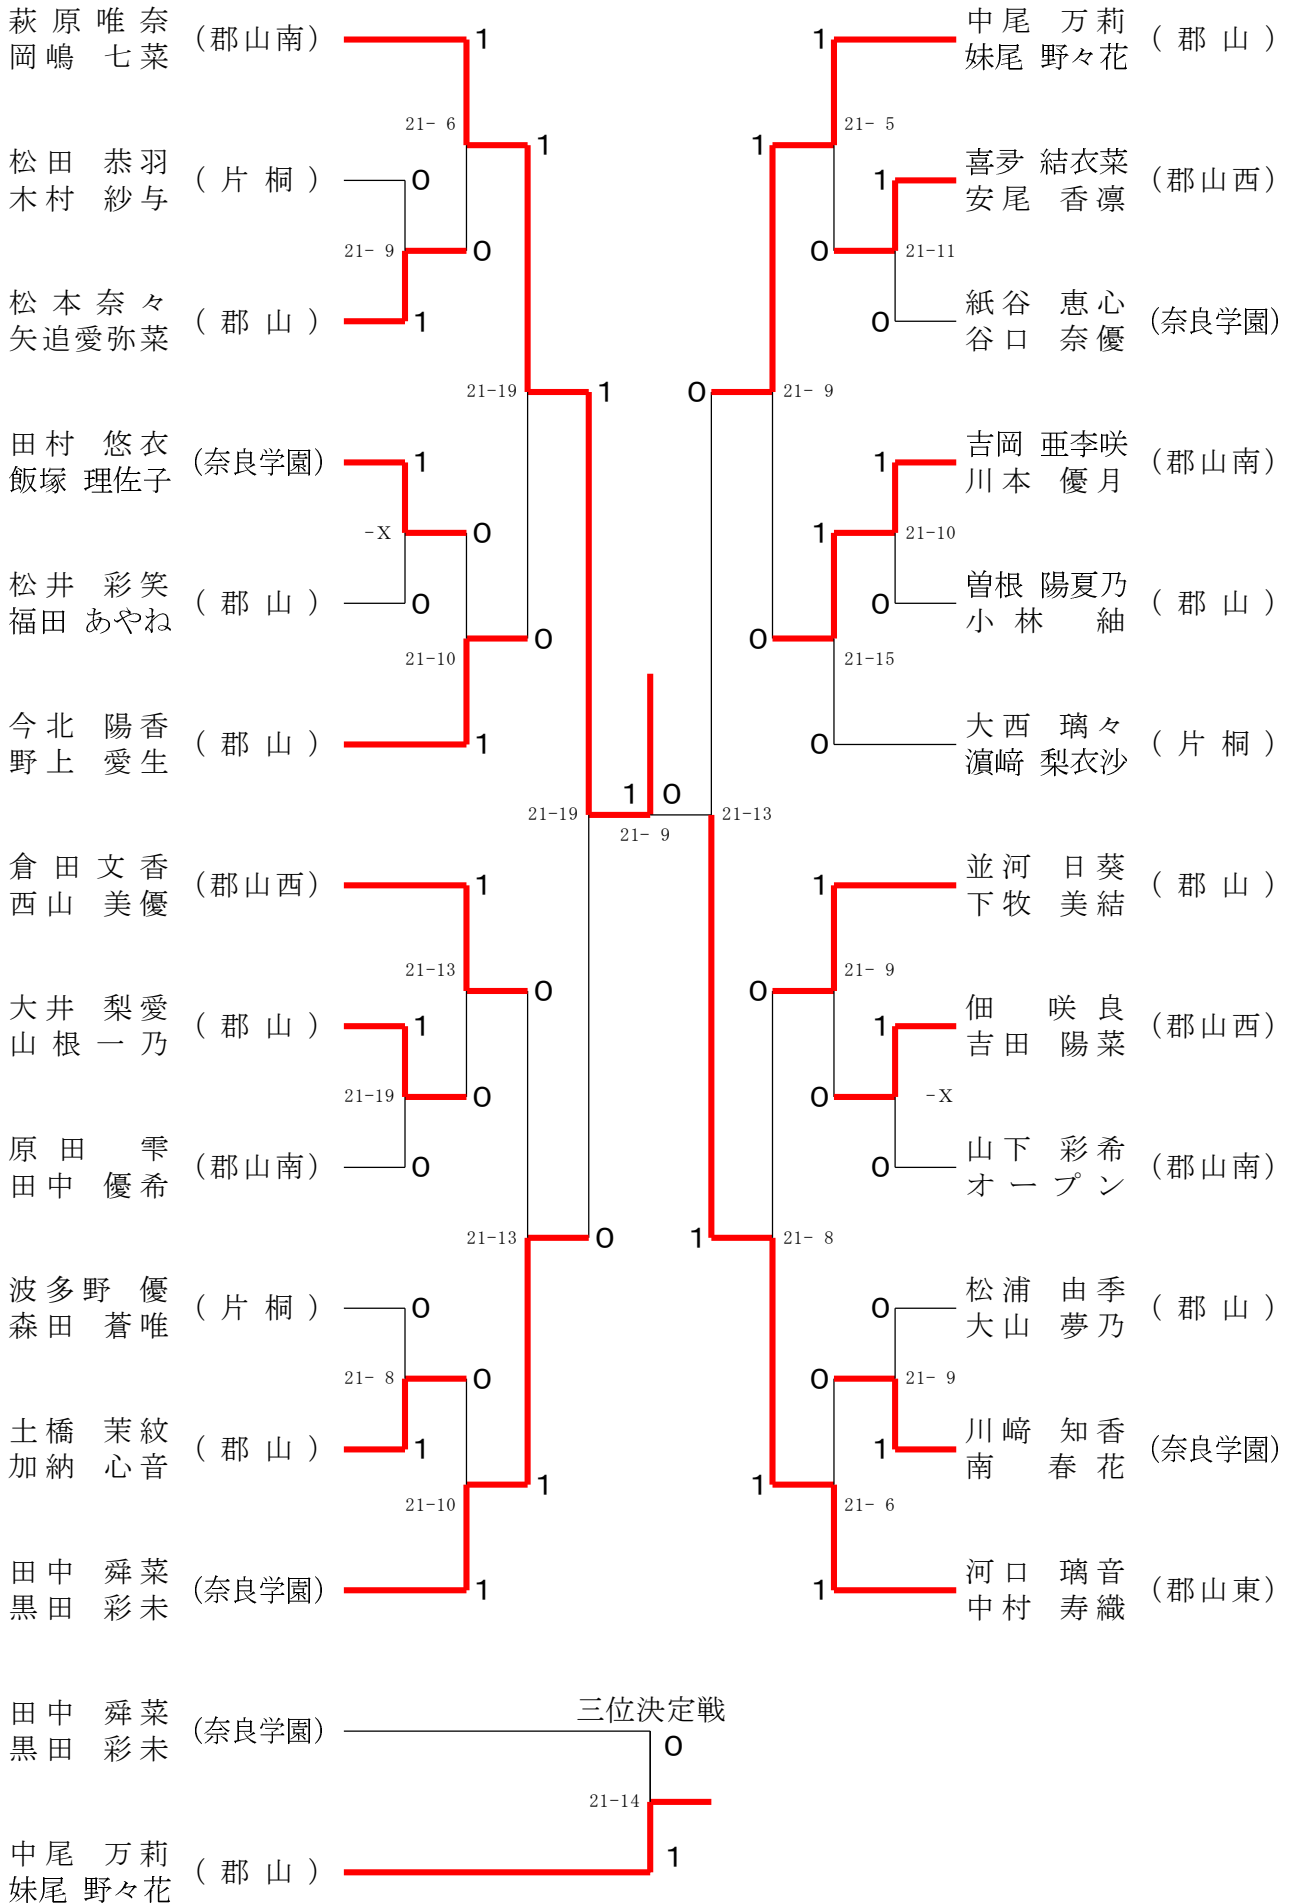 萩原唯奈
岡嶋 七菜
(郡山南)
1
21- 6
1
松田 恭羽
木村 紗与
(片桐)
0
21- 9
0
松本奈々
矢追愛弥菜
(郡山)
1
21-19
1
田村 悠衣
飯塚 理佐子
(奈良学園)
1
-X
0
松井 彩笑
福田 あやね
(郡山)
0
21-10
0
今北 陽香
野上 愛生
(郡山)
1
21-19
1
0
21- 9
倉田文香
西山 美優
(郡山西)
1
21-13
0
大井 梨愛
山根一乃
(郡山)
1
21-19
0
原田 雫
田中 優希
(郡山南)
0
21-13
0
波多野 優
森田 蒼唯
(片桐)
0
21- 8
0
土橋 茉紋
加納 心音
(郡山)
1
21-10
1
田中 舜菜
黒田 彩未
(奈良学園)
1
中尾 万莉
妹尾 野々花
(郡山)
1
21- 5
1
喜夛 結衣菜
安尾 香凛
(郡山西)
1
21-11
0
紙谷 恵心
谷口 奈優
(奈良学園)
0
21- 9
0
吉岡 亜李咲
川本 優月
(郡山南)
1
21-10
1
曽根 陽夏乃
小林 紬
(郡山)
0
21-15
0
大西 璃々
濵﨑 梨衣沙
(片桐)
0
21-13
並河 日葵
下牧 美結
(郡山)
1
21- 9
0
佃 咲良
吉田 陽菜
(郡山西)
1
-X
0
山下 彩希
オープン
(郡山南)
0
21- 8
1
松浦 由季
大山 夢乃
(郡山)
0
21- 9
0
川﨑 知香
南 春花
(奈良学園)
1
21- 6
1
河口 璃音
中村 寿織
(郡山東)
1
三位決定戦
田中 舜菜
黒田 彩未
(奈良学園)
0
21-14
中尾 万莉
妹尾 野々花
(郡山)
1